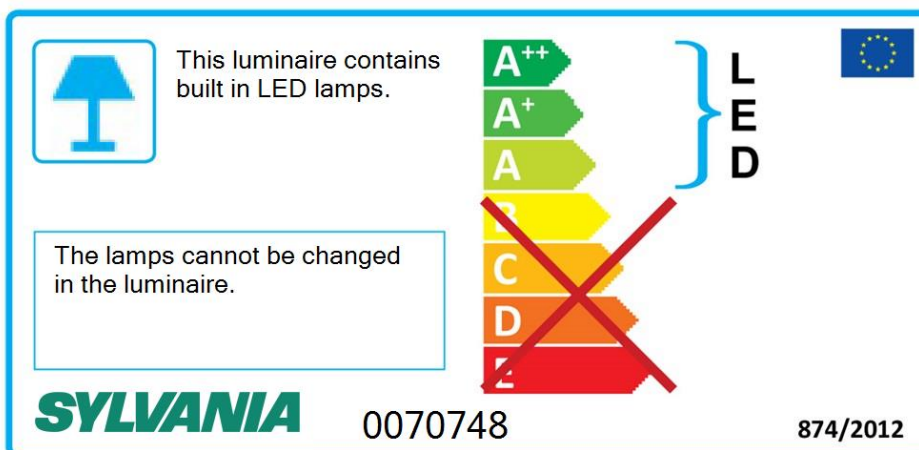 This luminaire contains
built in LED lamps.
The lamps cannot be changed
in the luminaire.
A++
A+
A
B
C
D
E
L
E
D
SYLVANIA
0070748
874/2012